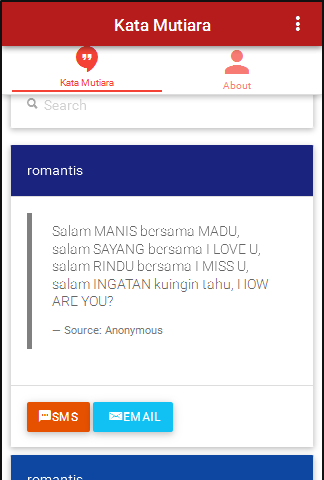 Kata Mutiara
Kata Mutiara
About
Search
romantis
Salam MANIS bersama MADU,
salam SAYANG bersama I LOVE U,
salam RINDU bersama I MISS U,
salam INGATAN kuingin tahu, HOW
ARE YOU?
— Source: Anonymous
SMS
EMAIL
romantis